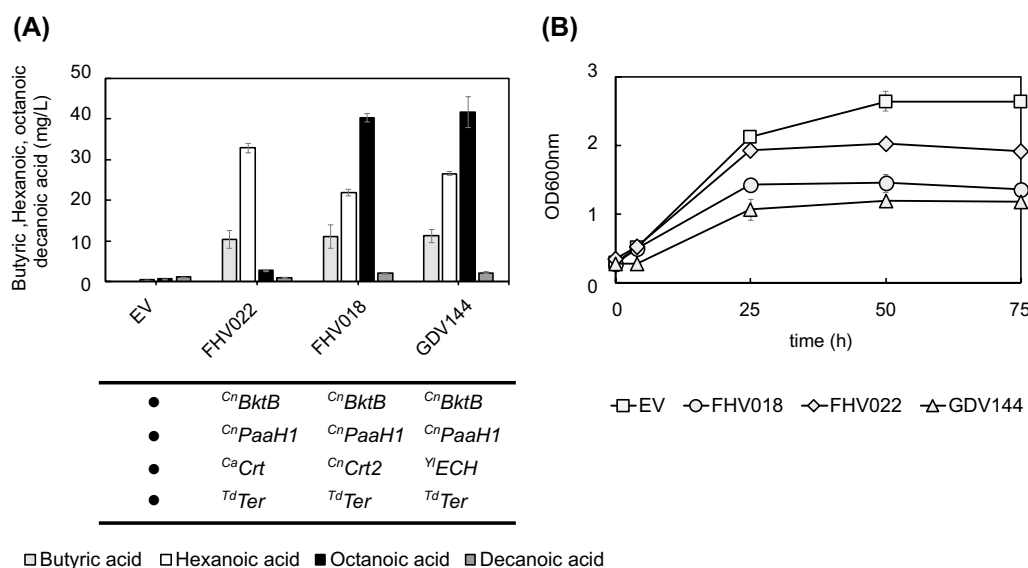 (A)
Butyric ,Hexanoic, octanoic
decanoic acid (mg/L)
50
40
30
20
10
0
EV
FHV022
FHV018
GDV144
CnBktB CnBktB CnBktB
CnPaaH1 CnPaaH1 CnPaaH1
CaCrt CnCrt2 YlECH
TdTer TdTer TdTer
Butyric acid Hexanoic acid Octanoic acid Decanoic acid
(B)
OD600nm
3
2
1
0
0 25 50 75
time (h)
EV FHV018 FHV022 GDV144